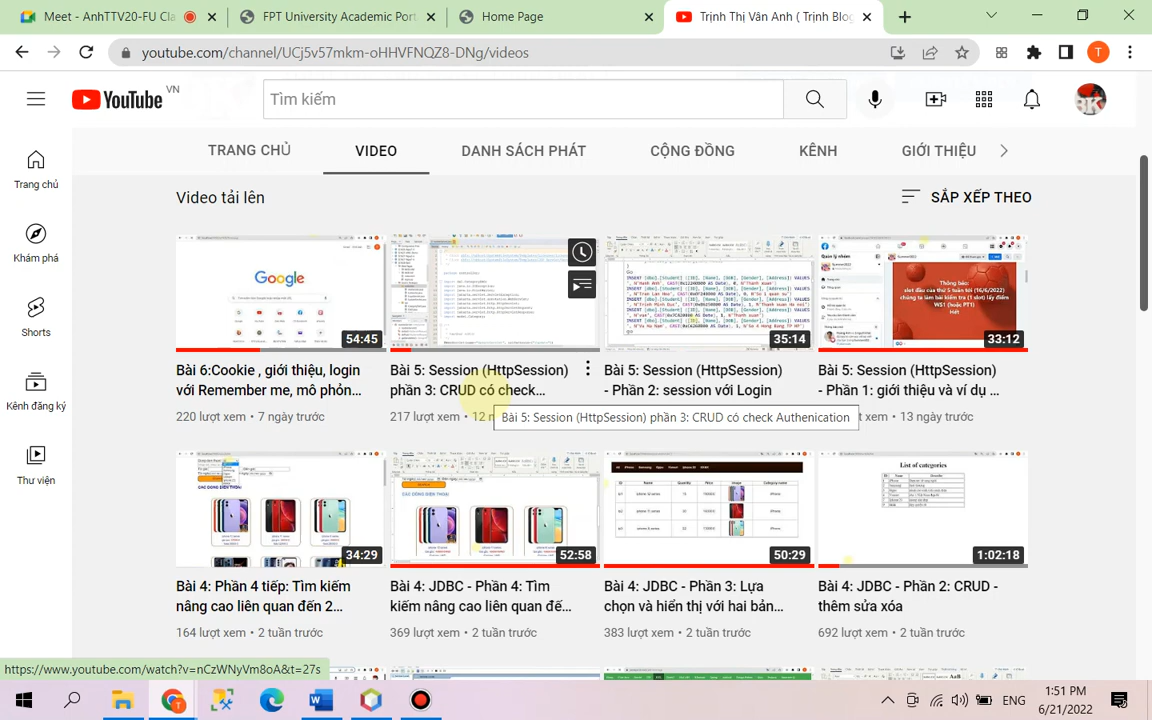 Meet - AnhTTV20-FU Cla
FPT University Academic Port
Home Page
Trịnh Thị Vân Anh ( Trịnh Blog
youtube.com/channel/UCj5v57mkm-oHHVFNQZ8-DNg/videos
T
YouTube VN
Tìm kiếm
TRANG CHỦ
VIDEO
DANH SÁCH PHÁT
CỘNG ĐỒNG
KÊNH
GIỚI THIỆU
Trang chủ
Khám phá
Shorts
Kênh đăng ký
Thư viện
Video tải lên
SẮP XẾP THEO
Google
54:45
35:14
Thông báo:
33:12
Bài 6:Cookie , giới thiệu, login
với Remember me, mô phỏn...
220 lượt xem • 7 ngày trước
Bài 5: Session (HttpSession)
phần 3: CRUD có check...
217 lượt xem • 12 n
Bài 5: Session (HttpSession)
- Phần 2: session với Login
Bài 5: Session (HttpSession)
- Phần 1: giới thiệu và ví dụ ...
t xem • 13 ngày trước
Bài 5: Session (HttpSession) phần 3: CRUD có check Authenication
34:29
52:58
50:29
List of categories
1:02:18
Bài 4: Phần 4 tiếp: Tìm kiếm
nâng cao liên quan đến 2...
164 lượt xem • 2 tuần trước
Bài 4: JDBC - Phần 4: Tìm
kiếm nâng cao liên quan đế...
369 lượt xem • 2 tuần trước
Bài 4: JDBC - Phần 3: Lựa
chọn và hiển thị với hai bản...
383 lượt xem • 2 tuần trước
Bài 4: JDBC - Phần 2: CRUD -
thêm sửa xóa
692 lượt xem • 2 tuần trước
https://www.youtube.com/watch?v=nCzWNyVm8oA&t=27s
ENG
1:51 PM
6/21/2022